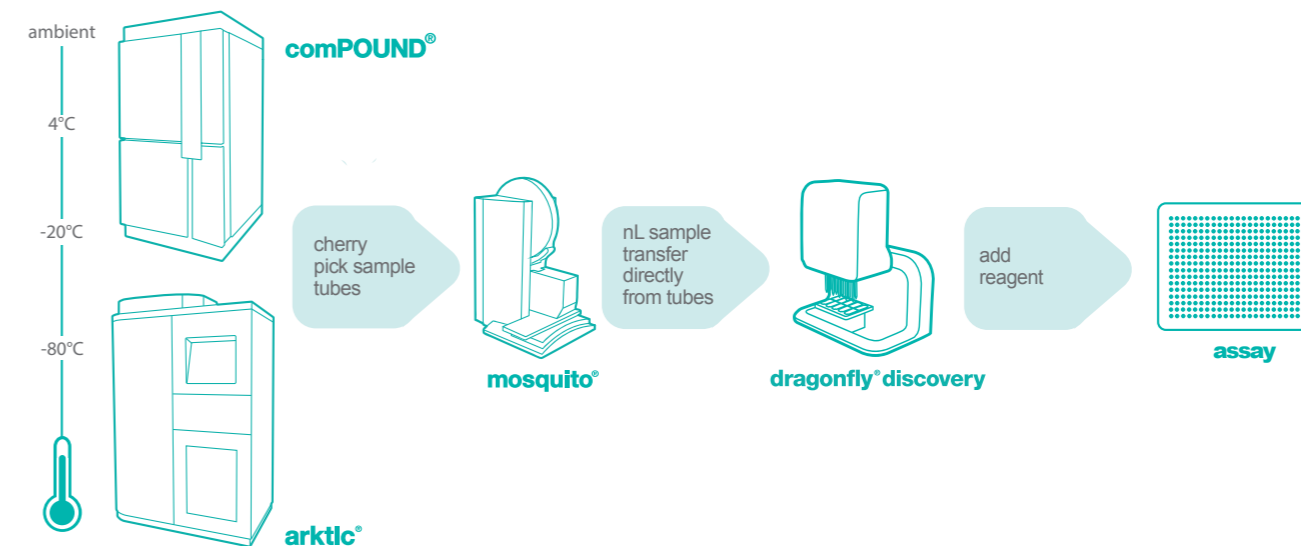 ambient
4°C
-20°C
-80°C
comPOUND®
arktic®
cherry
pick sample
tubes
mosquito®
nL sample
transfer
directly
from tubes
dragonfly® discovery
add
reagent
assay